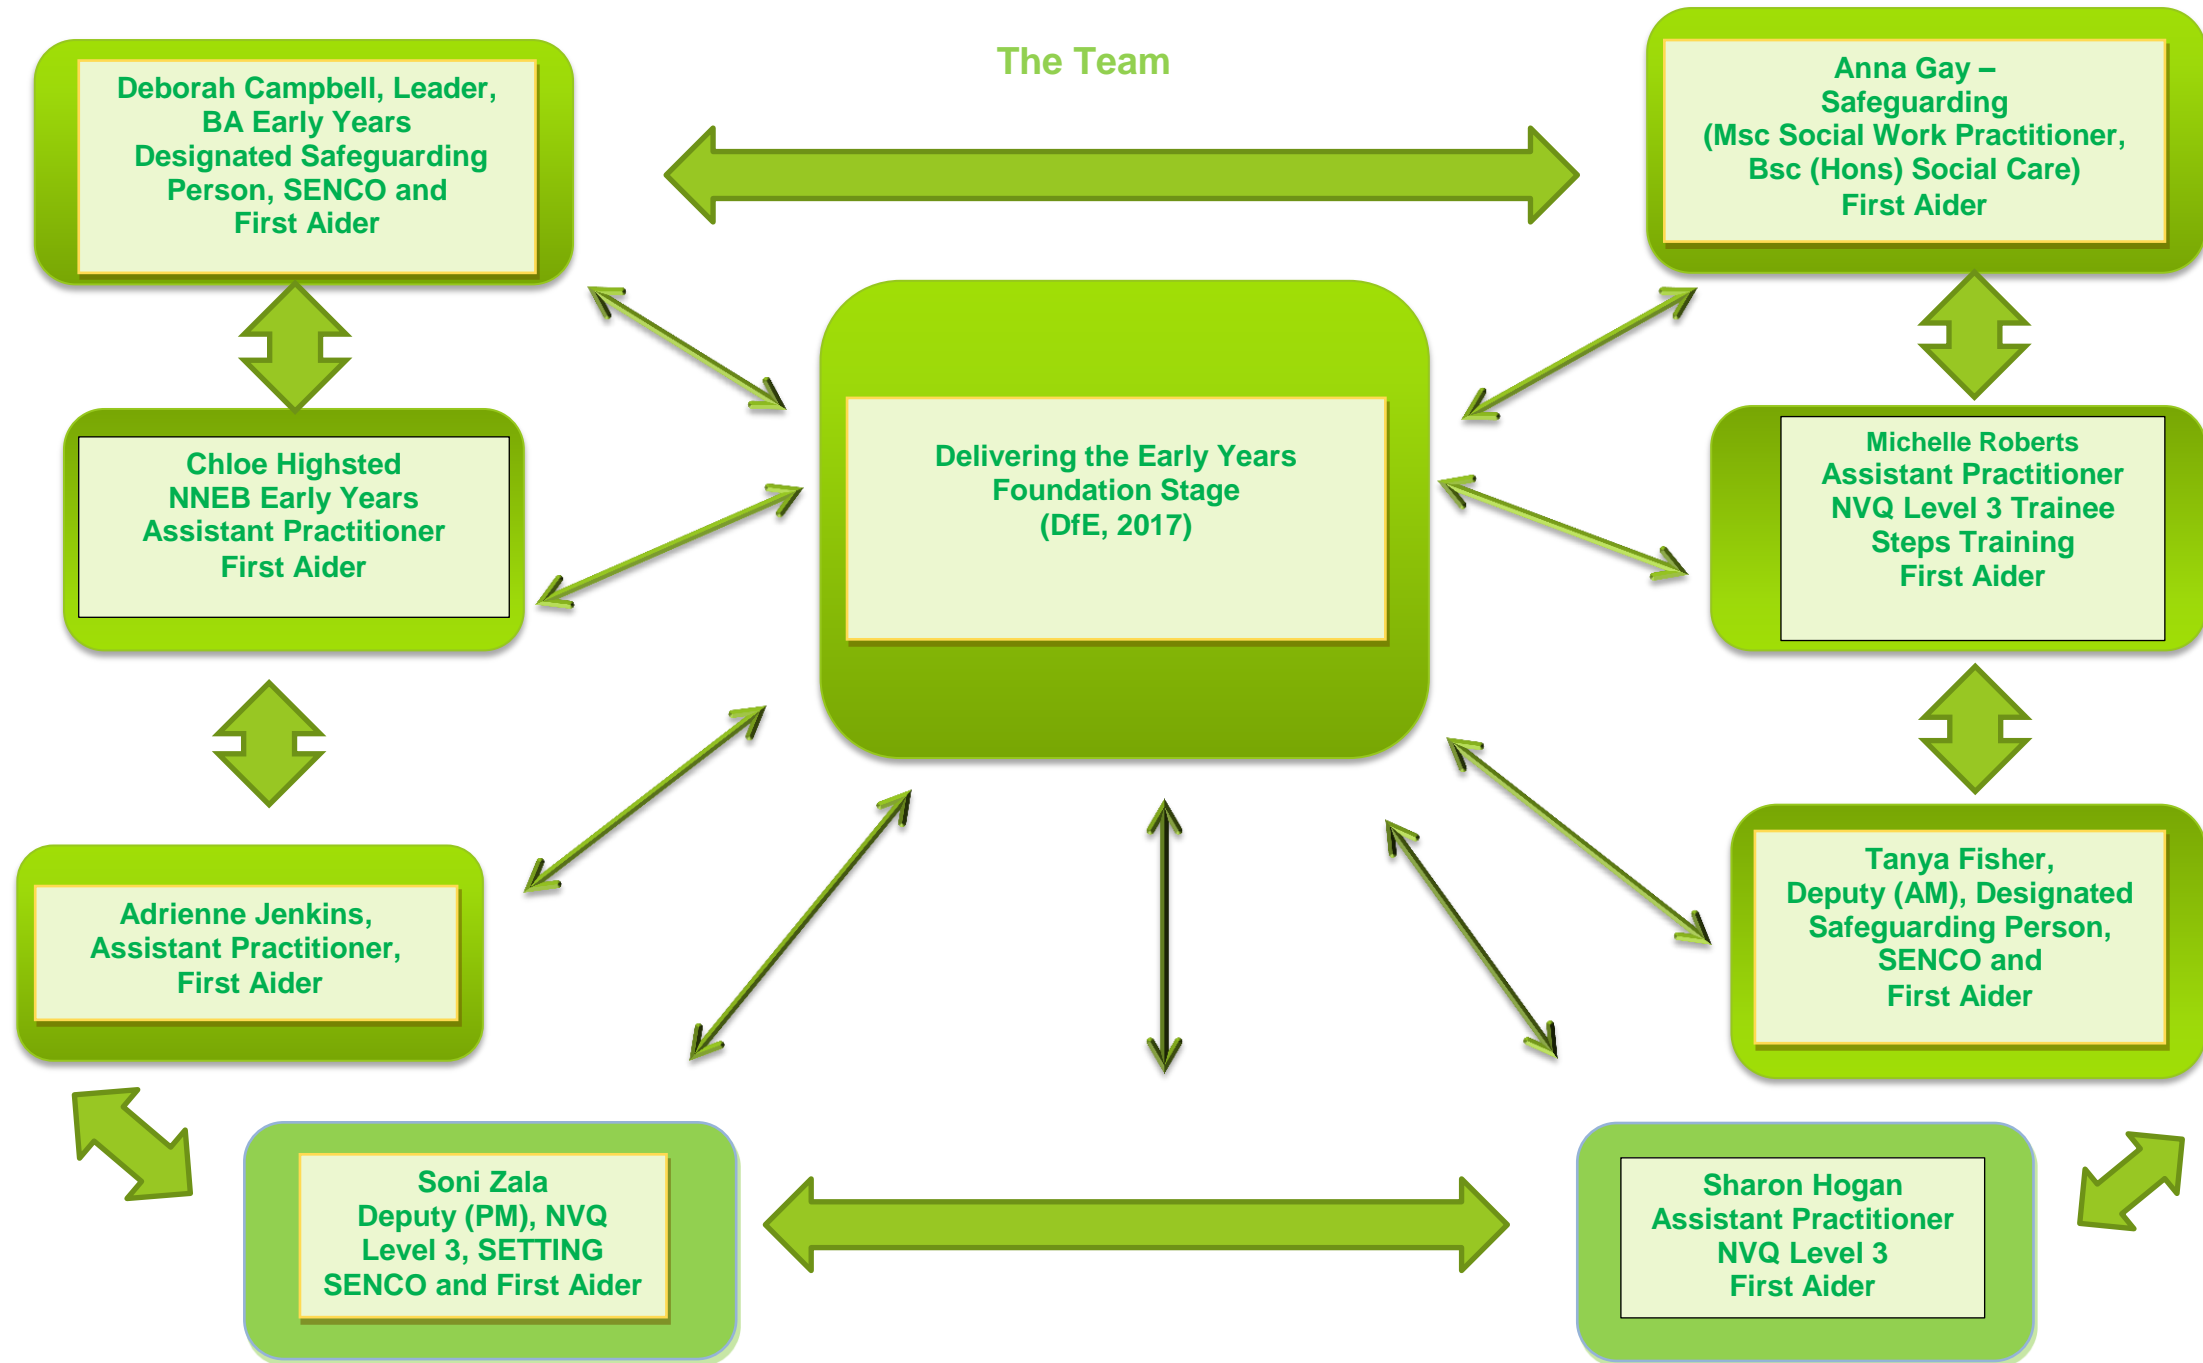 The Team
Deborah Campbell, Leader,
BA Early Years
Designated Safeguarding
Person, SENCO and
First Aider
Anna Gay –
Safeguarding
(Msc Social Work Practitioner,
Bsc (Hons) Social Care)
First Aider
Chloe Highsted
NNEB Early Years
Assistant Practitioner
First Aider
Delivering the Early Years
Foundation Stage
(DfE, 2017)
Michelle Roberts
Assistant Practitioner
NVQ Level 3 Trainee
Steps Training
First Aider
Adrienne Jenkins,
Assistant Practitioner,
First Aider
Tanya Fisher,
Deputy (AM), Designated
Safeguarding Person,
SENCO and
First Aider
Soni Zala
Deputy (PM), NVQ
Level 3, SETTING
SENCO and First Aider
Sharon Hogan
Assistant Practitioner
NVQ Level 3
First Aider